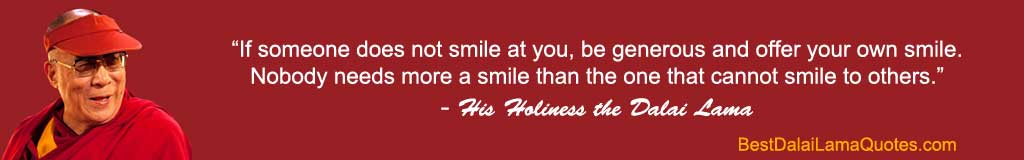 “If someone does not smile at you, be generous and offer your own smile.
Nobody needs more a smile than the one that cannot smile to others.”
- His Holiness the Dalai Lama
BestDalaiLamaQuotes.com